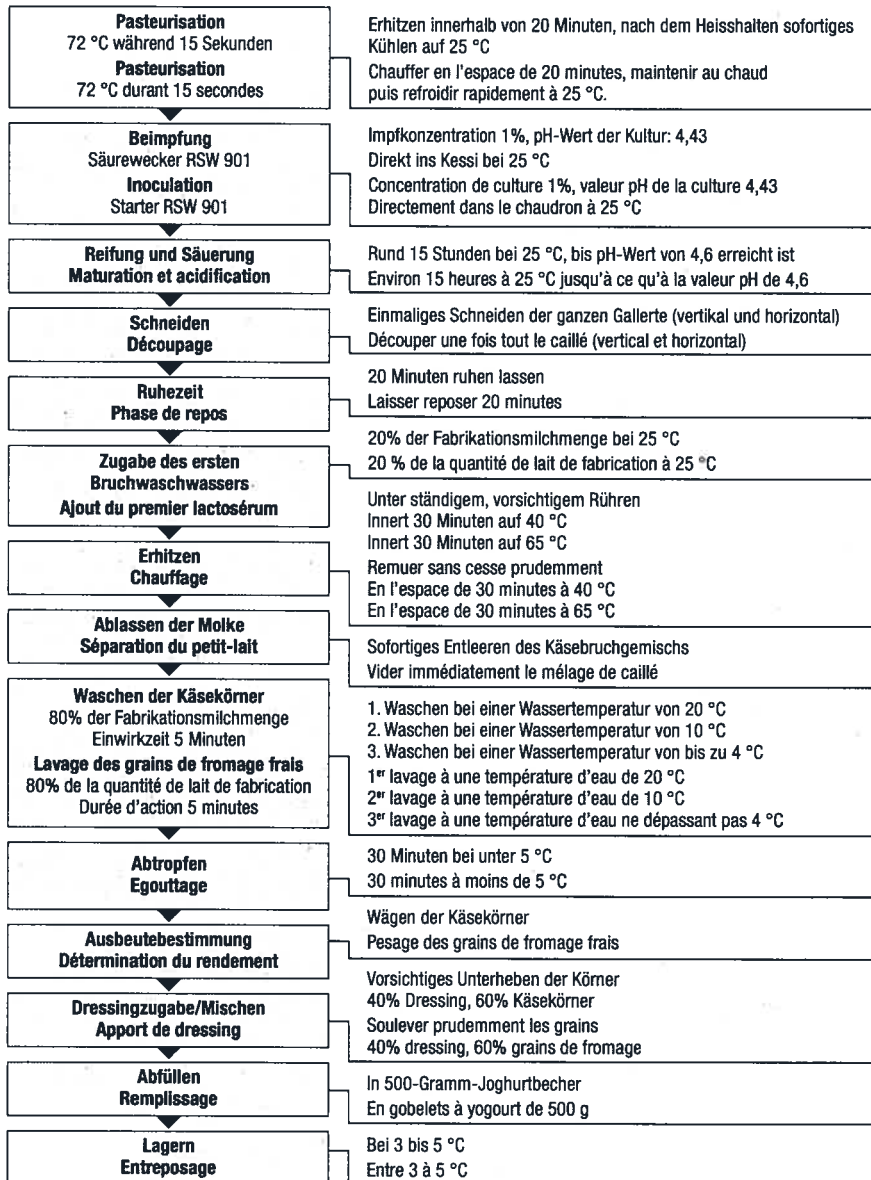 Pasteurisation
72 °C während 15 Sekunden
Pasteurisation
72 °C durant 15 secondes
Erhitzen innerhalb von 20 Minuten, nach dem Heisshalten sofortiges
Kühlen auf 25 °C
Chauffer en l'espace de 20 minutes, maintenir au chaud
puis refroidir rapidement à 25 °C.
Beimpfung
Säurewecker RSW 901
Inoculation
Starter RSW 901
Impfkonzentration 1%, pH-Wert der Kultur: 4,43
Direkt ins Kessi bei 25 °C
Concentration de culture 1%, valeur pH de la culture 4,43
Directement dans le chaudron à 25 °C
Reifung und Säuerung
Maturation et acidification
Rund 15 Stunden bei 25 °C, bis pH-Wert von 4,6 erreicht ist
Environ 15 heures à 25 °C jusqu'à ce qu'à la valeur pH de 4,6
Schneiden
Découpage
Einmaliges Schneiden der ganzen Gallerte (vertikal und horizontal)
Découper une fois tout le caillé (vertical et horizontal)
Ruhezeit
Phase de repos
20 Minuten ruhen lassen
Laisser reposer 20 minutes
Zugabe des ersten
Bruchwaschwassers
Ajout du premier lactosérum
20% der Fabrikationsmilchmenge bei 25 °C
20 % de la quantité de lait de fabrication à 25 °C
Erhitzen
Chauffage
Unter ständigem, vorsichtigem Rühren
Innert 30 Minuten auf 40 °C
Innert 30 Minuten auf 65 °C
Remuer sans cesse prudemment
En l'espace de 30 minutes à 40 °C
En l'espace de 30 minutes à 65 °C
Ablassen der Molke
Séparation du petit-lait
Sofortiges Entleeren des Käsebruchgemischs
Vider immédiatement le mélage de caillé
Waschen der Käsekörner
80% der Fabrikationsmilchmenge
Einwirkzeit 5 Minuten
Lavage des grains de fromage frais
80% de la quantité de lait de fabrication
Durée d'action 5 minutes
1. Waschen bei einer Wassertemperatur von 20 °C
2. Waschen bei einer Wassertemperatur von 10 °C
3. Waschen bei einer Wassertemperatur von bis zu 4 °C
1er lavage à une température d'eau de 20 °C
2er lavage à une température d'eau de 10 °C
3er lavage à une température d'eau ne dépassant pas 4 °C
Abtropfen
Egouttage
30 Minuten bei unter 5 °C
30 minutes à moins de 5 °C
Ausbeutebestimmung
Détermination du rendement
Wägen der Käsekörner
Pesage des grains de fromage frais
Dressingzugabe/Mischen
Apport de dressing
Vorsichtiges Unterheben der Körner
40% Dressing, 60% Käsekörner
Soulever prudemment les grains
40% dressing, 60% grains de fromage
Abfüllen
Remplissage
In 500-Gramm-Joghurtbecher
En gobelets à yogourt de 500 g
Lagern
Entreposage
Bei 3 bis 5 °C
Entre 3 à 5 °C